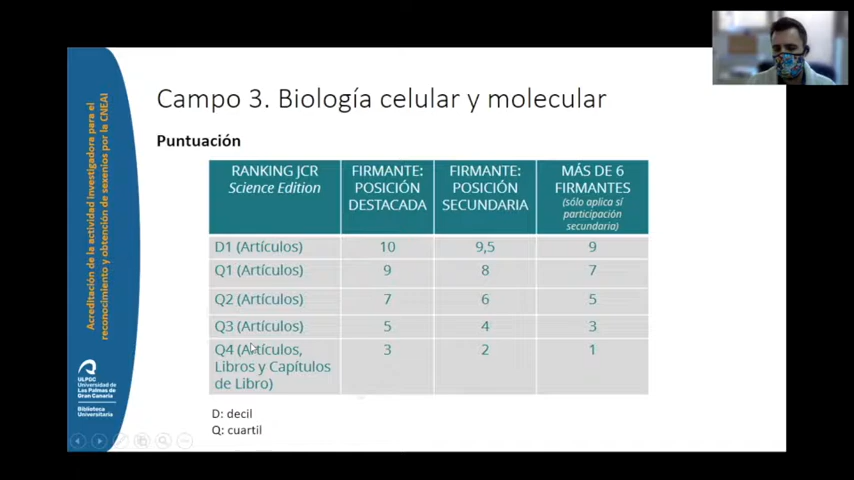 Acreditación de la actividad investigadora para el
reconocimiento y obtención de sexenios por la CNEAI
Campo 3. Biología celular y molecular
Puntuación
RANKING JCR
Science Edition
FIRMANTE:
POSICIÓN
DESTACADA
FIRMANTE:
POSICIÓN
SECUNDARIA
MÁS DE 6
FIRMANTES
(sólo aplica sí
participación
secundaria)
D1 (Artículos) 10 9,5 9
Q1 (Artículos) 9 8 7
Q2 (Artículos) 7 6 5
Q3 (Artículos) 5 4 3
Q4 (Artículos, 3 2 1
Libros y Capítulos
de Libro)
D: decil
Q: cuartil
ULPGC
Universidad de
Las Palmas de
Gran Canaria
Biblioteca
Universitaria